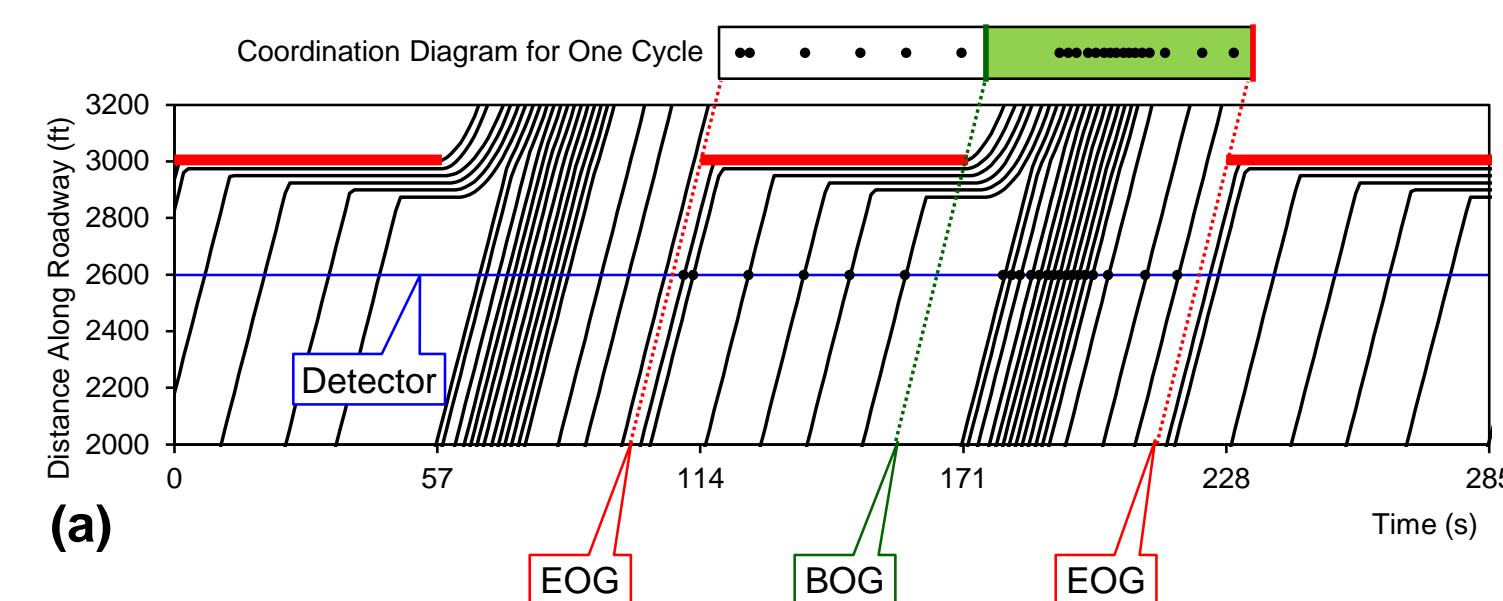 Coordination Diagram for One Cycle
Distance Along Roadway (ft)
3200
3000
2800
2600
2400
2200
2000
Detector
0 57 114 171 228 285
Time (s)
(a)
EOG BOG EOG